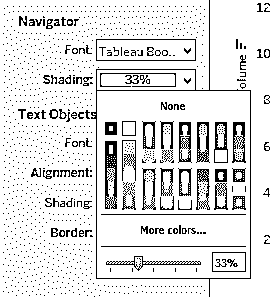 Navigator
Font: Tableau Boo..
Shading: 33%
None
Text Objects
Font:
Alignment:
Shading:
Border:
More colors...
33%
12
10
8
6
4
2